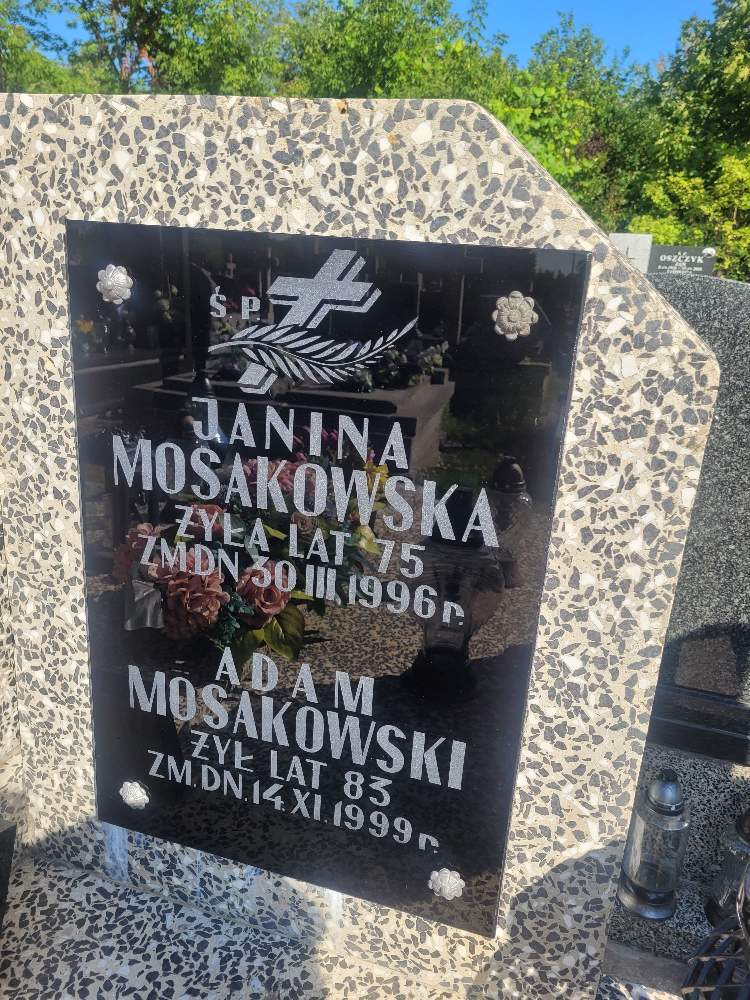 Ś.P.
JANINA
MOSAKOWSKA
ŻYŁA LAT 75
ZM.DN 30 III.1996 r.
ADAM
MOSAKOWSKI
ŻYŁ LAT 83
ZM.DN.14.XI.1999 r.
OSZCZYK